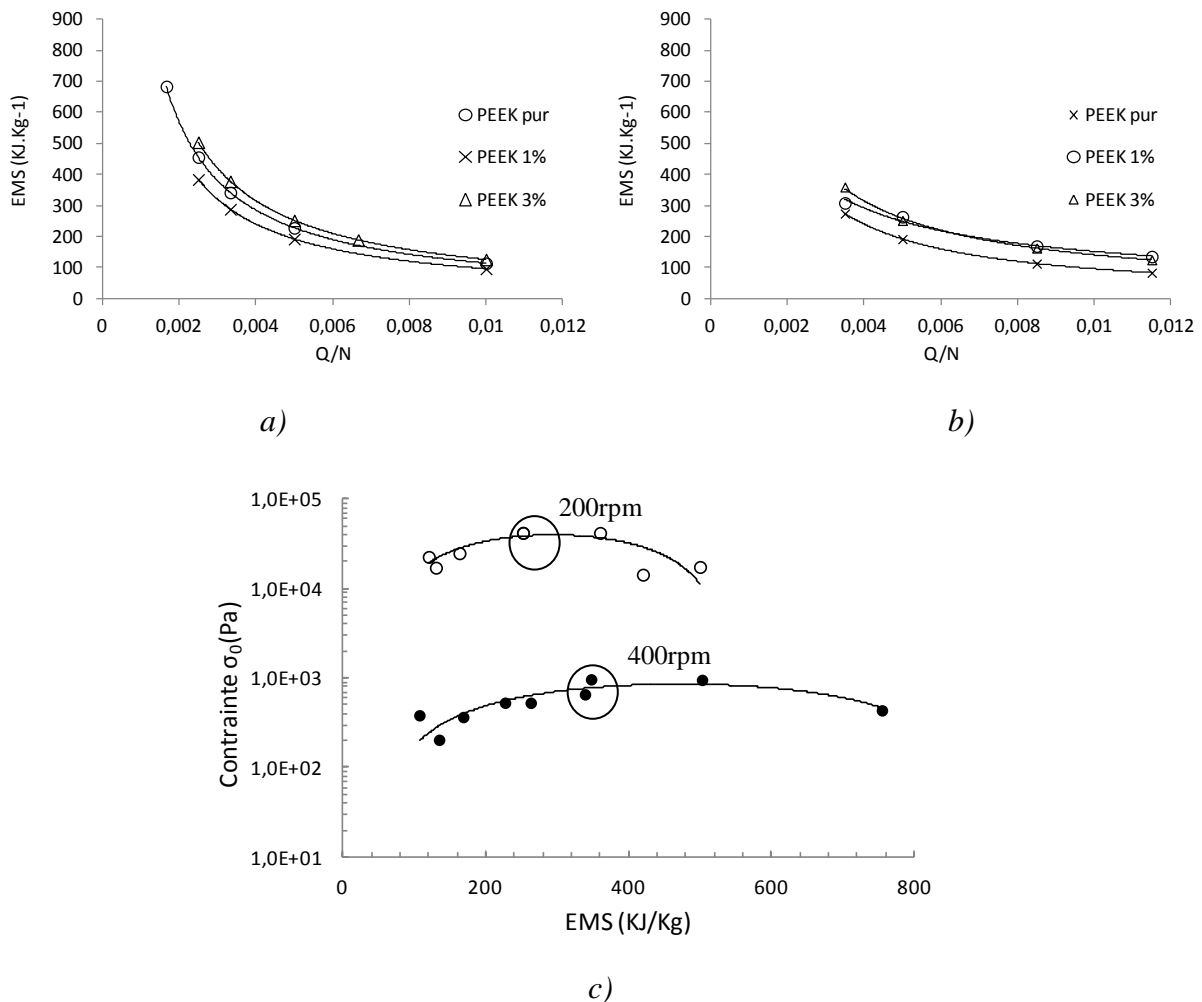 900
800
700
600
500
400
300
200
100
0
EMS (KJ.Kg-1)
0
0,002
0,004
0,006
0,008
0,01
0,012
Q/N
PEEK pur
PEEK 1%
PEEK 3%
a)
900
800
700
600
500
400
300
200
100
0
EMS (KJ.Kg-1)
0
0,002
0,004
0,006
0,008
0,01
0,012
Q/N
PEEK pur
PEEK 1%
PEEK 3%
b)
1,0E+05
1,0E+04
1,0E+03
1,0E+02
1,0E+01
Contrainte σ₀(Pa)
200rpm
400rpm
0
200
400
600
800
EMS (KJ/Kg)
c)